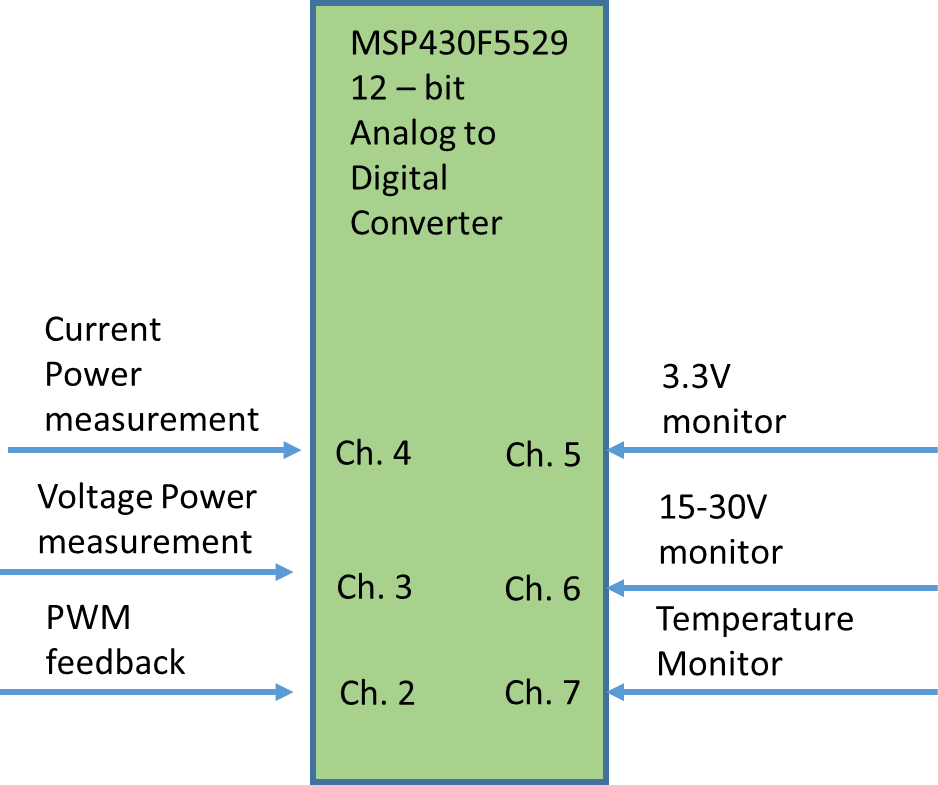 MSP430F5529
12 – bit
Analog to
Digital
Converter
Current
Power
measurement
Ch. 4
Voltage Power
measurement
Ch. 3
PWM
feedback
Ch. 2
3.3V
monitor
Ch. 5
15-30V
monitor
Ch. 6
Temperature
Monitor
Ch. 7